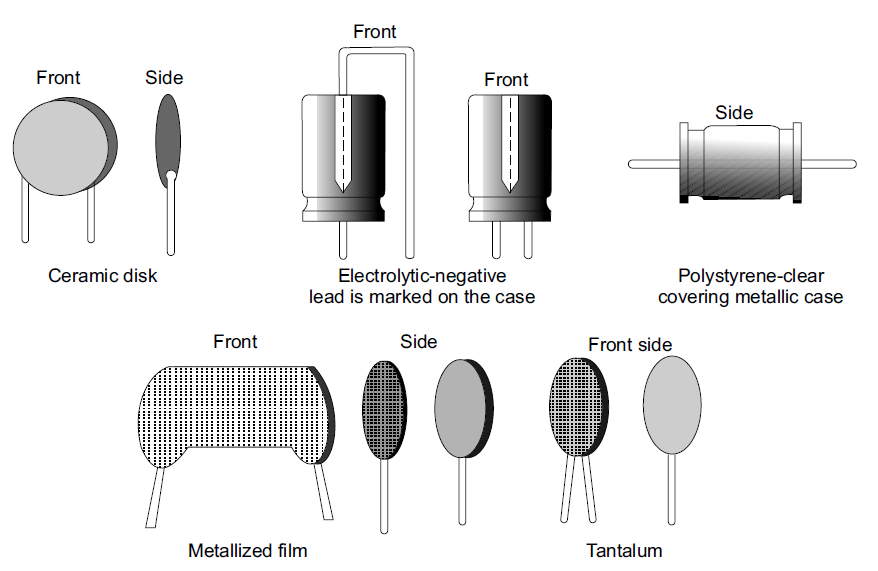 Front
Front Side
Front
Side
Ceramic disk
Electrolytic-negative
lead is marked on the case
Polystyrene-clear
covering metallic case
Front
Side
Front side
Metallized film
Tantalum